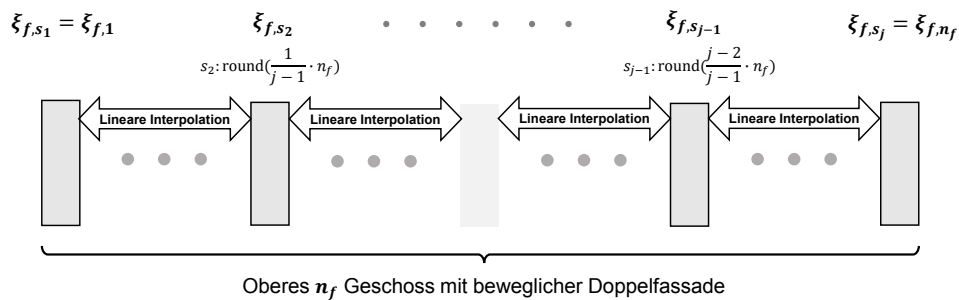 ξ_{f,s_1} = ξ_{f,1} ξ_{f,s_2} ξ_{f,s_{j−1}} ξ_{f,s_j} = ξ_{f,n_f}
s_2: round(\frac{1}{j−1} · n_f) s_{j−1}: round(\frac{j−2}{j−1} · n_f)
Lineare Interpolation Lineare Interpolation Lineare Interpolation Lineare Interpolation
Oberes n_f Geschoss mit beweglicher Doppelfassade